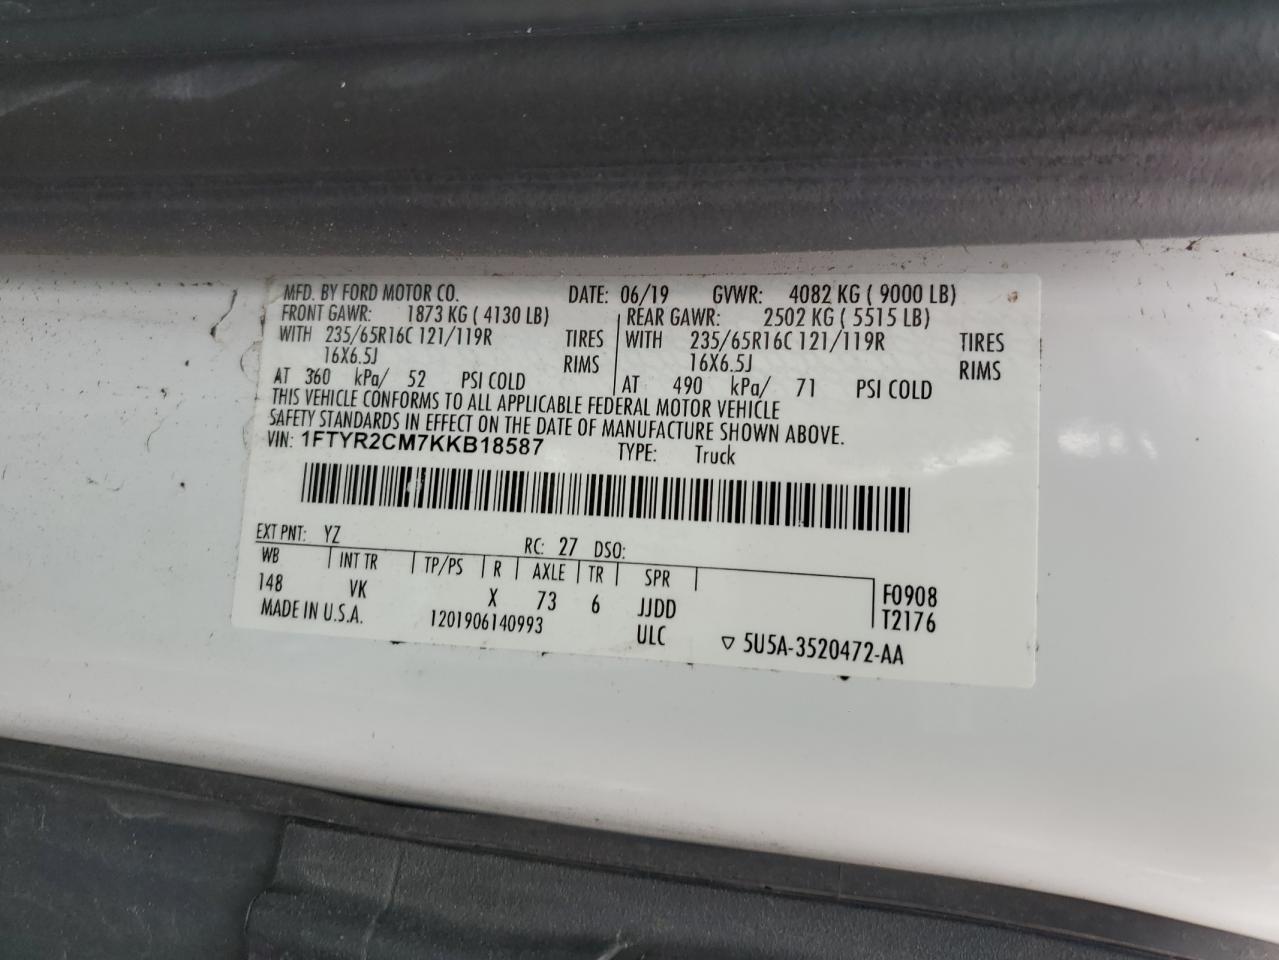 MFD. BY FORD MOTOR CO. DATE: 06/19 GVWR: 4082 KG ( 9000 LB)
FRONT GAWR: 1873 KG ( 4130 LB) REAR GAWR: 2502 KG ( 5515 LB)
WITH 235/65R16C 121/119R TIRES WITH 235/65R16C 121/119R TIRES
16X6.5J RIMS 16X6.5J RIMS
AT 360 kPa/ 52 PSI COLD AT 490 kPa/ 71 PSI COLD
THIS VEHICLE CONFORMS TO ALL APPLICABLE FEDERAL MOTOR VEHICLE
SAFETY STANDARDS IN EFFECT ON THE DATE OF MANUFACTURE SHOWN ABOVE.
VIN: 1FTYR2CM7KKB18587 TYPE: Truck
EXT PNT: YZ RC: 27 DSO:
WB INT TR TP/PS R AXLE TR SPR F0908
148 VK X 73 6 JJDD T2176
MADE IN U.S.A. 1201906140993 ULC ▽ 5U5A-3520472-AA